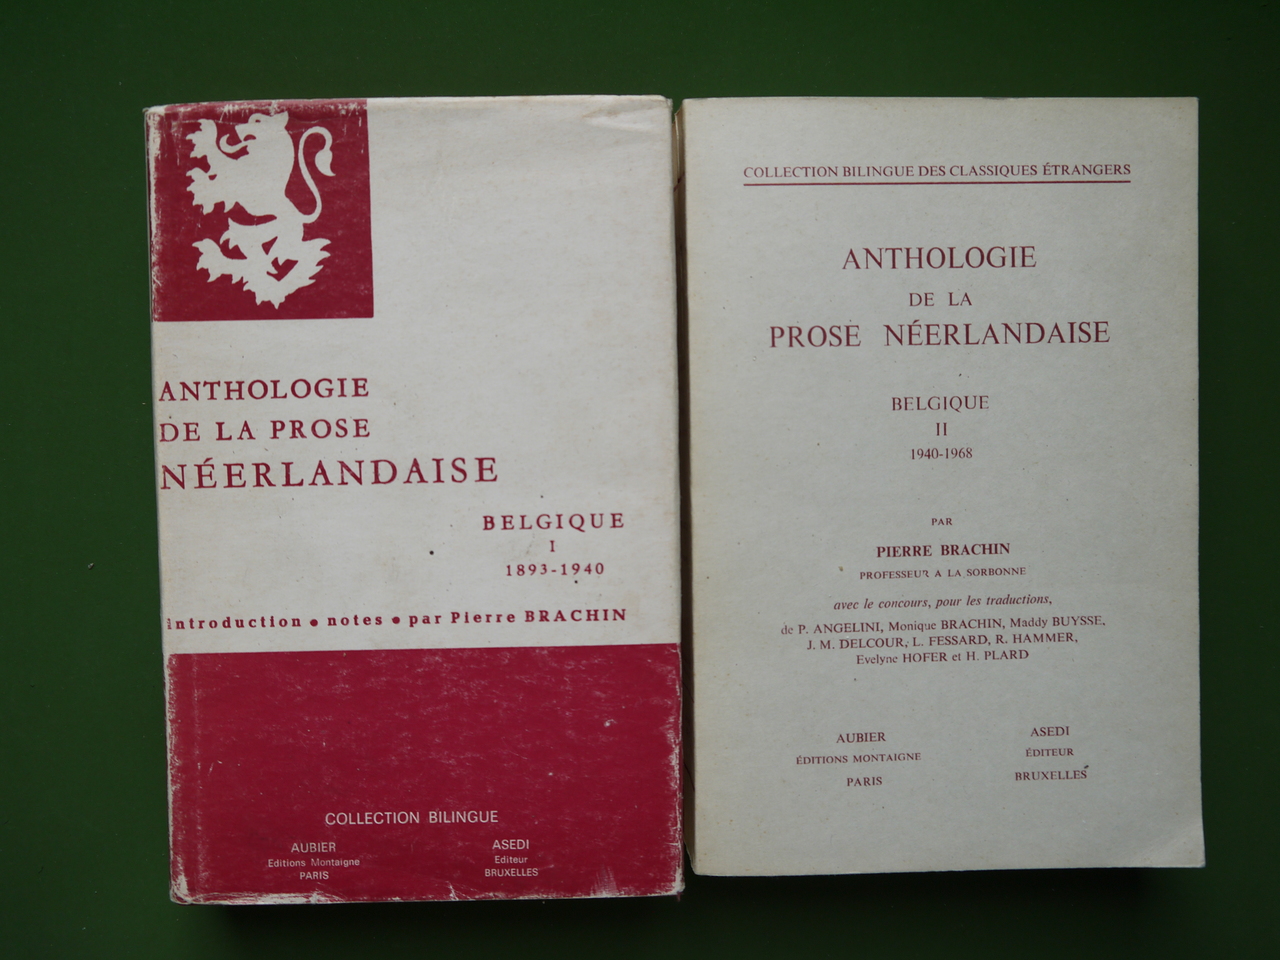 ANTHOLOGIE
DE LA PROSE
NÉERLANDAISE
BELGIQUE
I
1893-1940
introduction • notes • par Pierre BRACHIN
COLLECTION BILINGUE
AUBIER
Editions Montaigne
PARIS
ASEDI
Editeur
BRUXELLES
COLLECTION BILINGUE DES CLASSIQUES ÉTRANGERS
ANTHOLOGIE
DE LA
PROSE NÉERLANDAISE
BELGIQUE
II
1940-1968
PAR
PIERRE BRACHIN
PROFESSEUR A LA SORBONNE
avec le concours, pour les traductions,
de P. ANGELINI, Monique BRACHIN, Maddy BUYSSE,
J. M. DELCOUR, L. FESSARD, R. HAMMER,
Evelyne HOFER et H. PLARD
AUBIER
ÉDITIONS MONTAIGNE
PARIS
ASEDI
ÉDITEUR
BRUXELLES